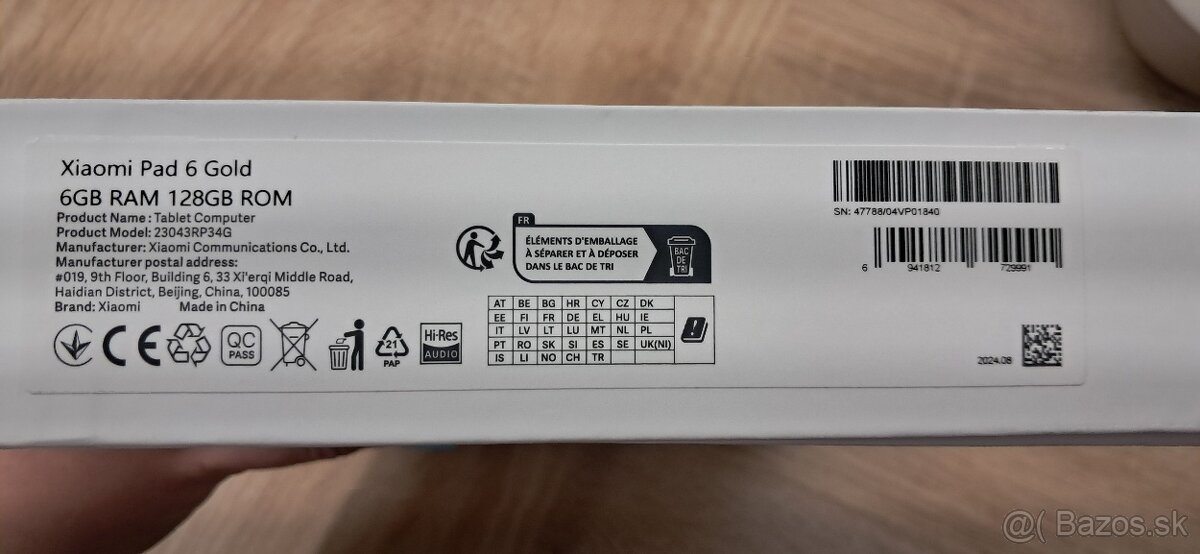 Xiaomi Pad 6 Gold
6GB RAM 128GB ROM
Product Name : Tablet Computer
Product Model: 23043RP34G
Manufacturer: Xiaomi Communications Co., Ltd.
Manufacturer postal address:
#019, 9th Floor, Building 6, 33 Xi'erqi Middle Road,
Haidian District, Beijing, China, 100085
Brand: Xiaomi Made in China
QC
PASS
21
PAP
Hi-Res
AUDIO
FR
ÉLÉMENTS D'EMBALLAGE
À SÉPARER ET À DÉPOSER
DANS LE BAC DE TRI
BAC
DE
TRI
AT BE BG HR CY CZ DK
EE FI FR DE EL HU IE
IT LV LT LU MT NL PL
PT RO SK SI ES SE UK(NI)
IS LI NO CH TR
SN: 47788/04VP01840
6 941812 729991
2024.08
@( Bazos.sk